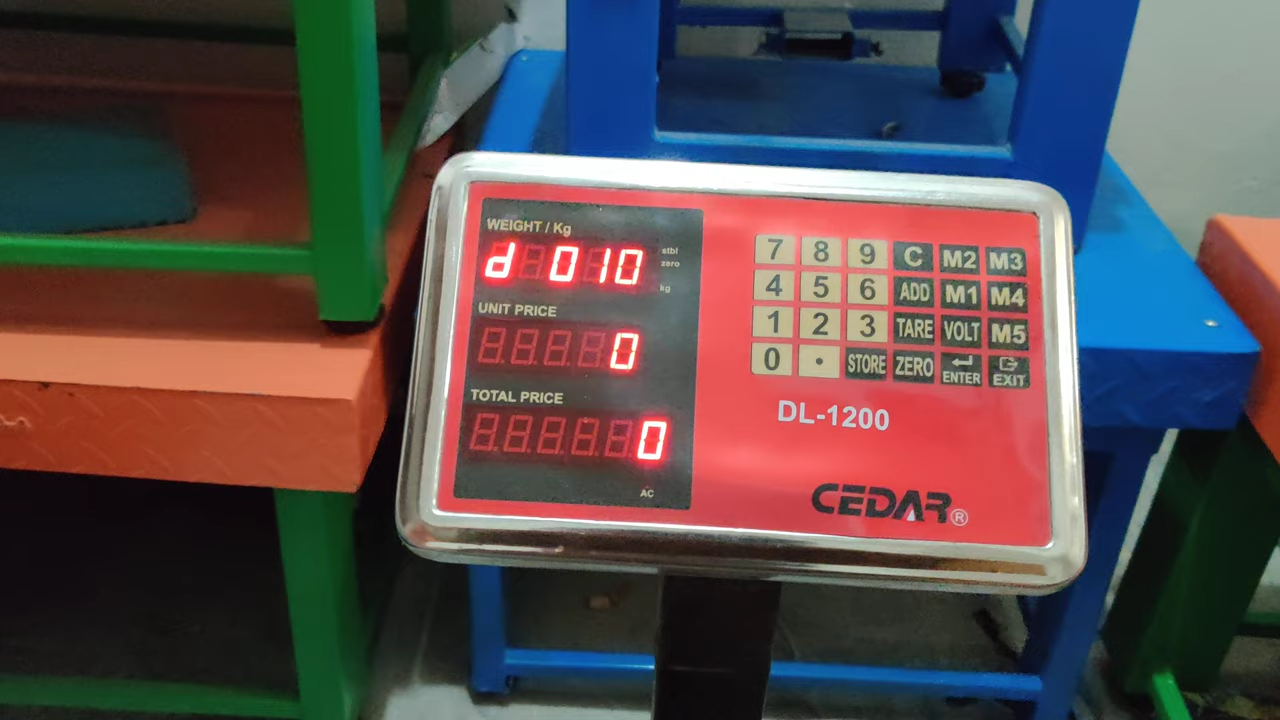 WEIGHT / Kg
d 010
stbl
zero
kg
UNIT PRICE
0
TOTAL PRICE
0
AC
7 8 9 C M2 M3
4 5 6 ADD M1 M4
1 2 3 TARE VOLT M5
0 . STORE ZERO ENTER EXIT
DL-1200
CEDAR®